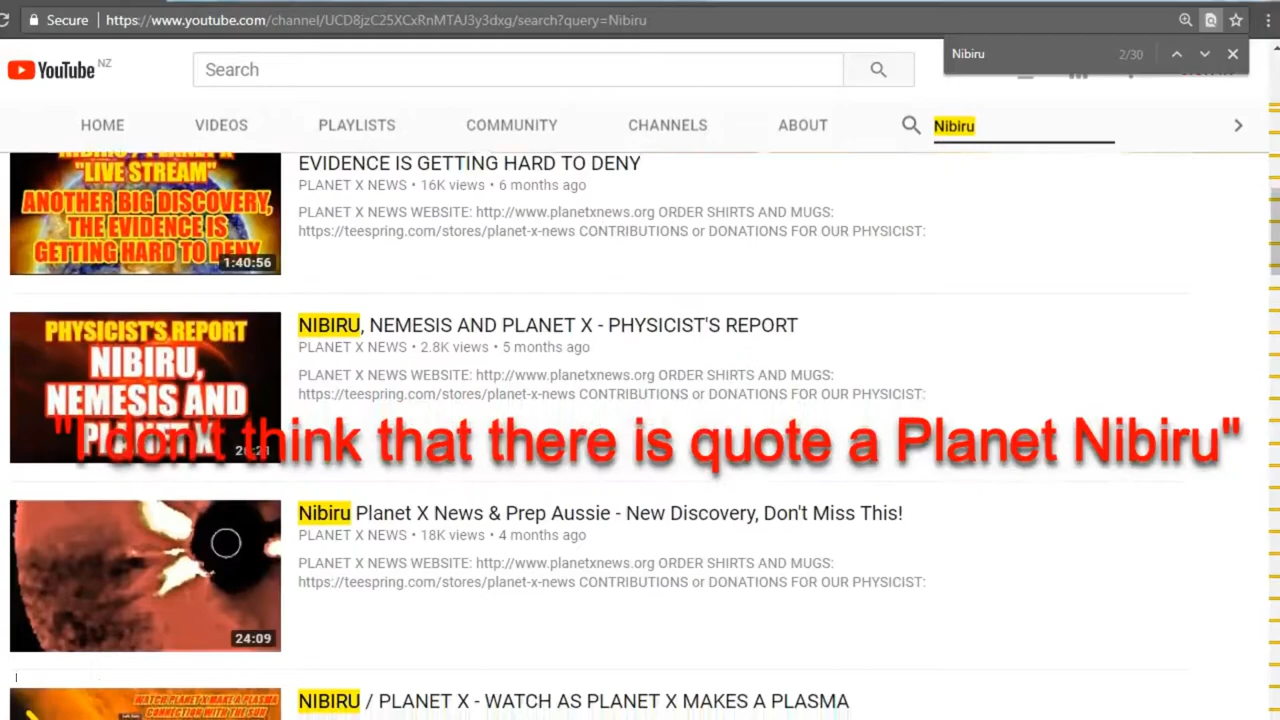 Secure https://www.youtube.com/channel/UCD8jzC25XCxRnMTAJ3y3dxg/search?query=Nibiru
Nibiru 2/30
YouTube NZ
Search
HOME VIDEOS PLAYLISTS COMMUNITY CHANNELS ABOUT Nibiru
"LIVE STREAM"
ANOTHER BIG DISCOVERY,
THE EVIDENCE IS
GETTING HARD TO DENY
1:40:56
EVIDENCE IS GETTING HARD TO DENY
PLANET X NEWS • 16K views • 6 months ago
PLANET X NEWS WEBSITE: http://www.planetxnews.org ORDER SHIRTS AND MUGS:
https://teespring.com/stores/planet-x-news CONTRIBUTIONS or DONATIONS FOR OUR PHYSICIST:
PHYSICIST'S REPORT
NIBIRU,
NEMESIS AND
PLANET X
NIBIRU, NEMESIS AND PLANET X - PHYSICIST'S REPORT
PLANET X NEWS • 2.8K views • 5 months ago
PLANET X NEWS WEBSITE: http://www.planetxnews.org ORDER SHIRTS AND MUGS:
https://teespring.com/stores/planet-x-news CONTRIBUTIONS or DONATIONS FOR OUR PHYSICIST:
"I don't think that there is quote a Planet Nibiru"
24:09
Nibiru Planet X News & Prep Aussie - New Discovery, Don't Miss This!
PLANET X NEWS • 18K views • 4 months ago
PLANET X NEWS WEBSITE: http://www.planetxnews.org ORDER SHIRTS AND MUGS:
https://teespring.com/stores/planet-x-news CONTRIBUTIONS or DONATIONS FOR OUR PHYSICIST:
WATCH PLANET X MAKE A PLASMA
CONNECTION WITH THE SUN
NIBIRU / PLANET X - WATCH AS PLANET X MAKES A PLASMA